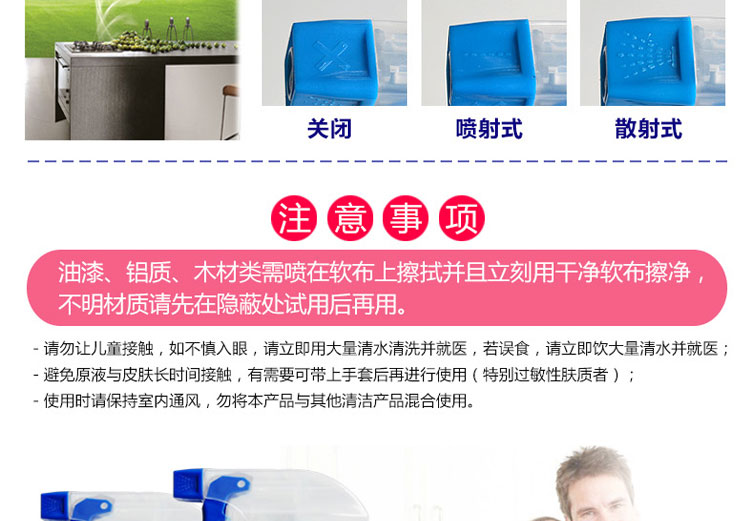 关闭 喷射式 散射式
注意事项
油漆、铝质、木材类需喷在软布上擦拭并且立刻用干净软布擦净，
不明材质请先在隐蔽处试用后再用。
- 请勿让儿童接触，如不慎入眼，请立即用大量清水清洗并就医，若误食，请立即饮大量清水并就医；
- 避免原液与皮肤长时间接触，有需要可带上手套后再进行使用（特别过敏性肤质者）；
- 使用时请保持室内通风，勿将本产品与其他清洁产品混合使用。